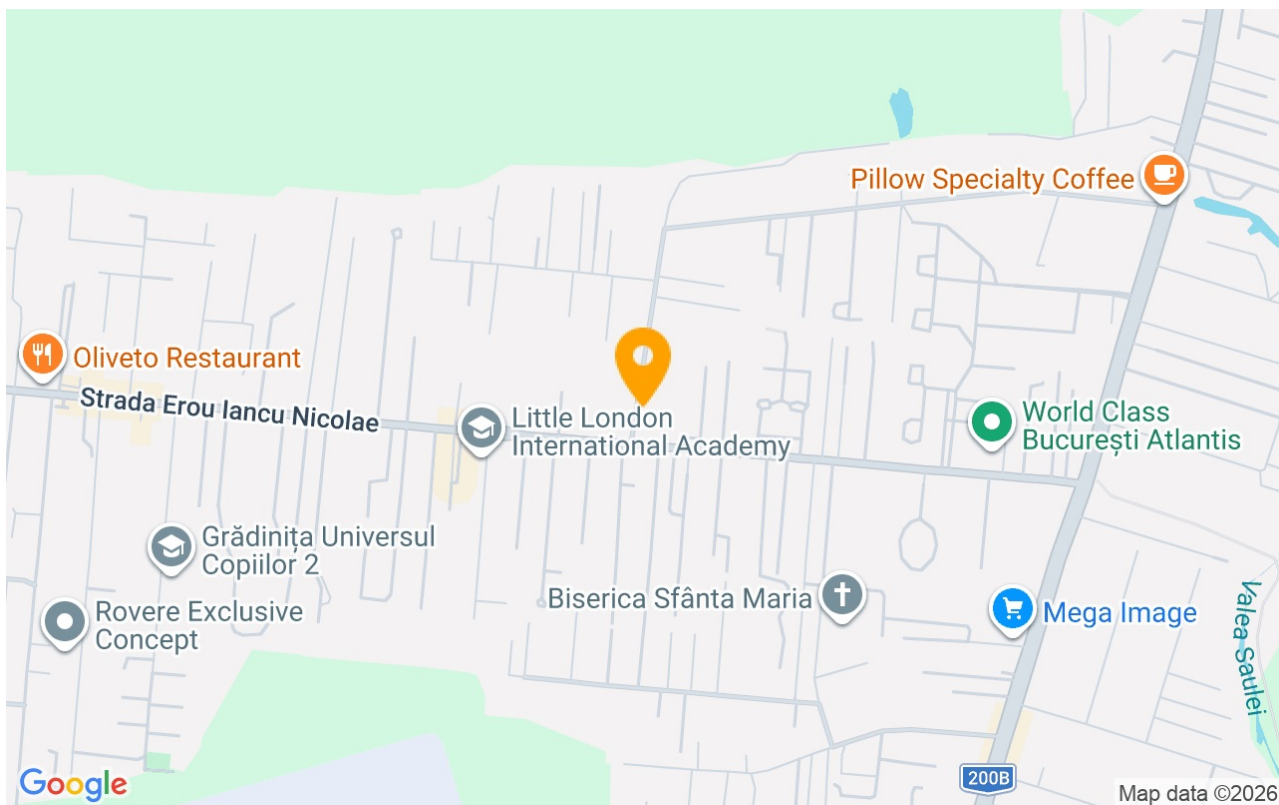 Pillow Specialty Coffee
Oliveto Restaurant
Strada Erou Iancu Nicolae
Little London
International Academy
World Class
București Atlantis
Grădinița Universul
Copiilor 2
Biserica Sfânta Maria
Rovere Exclusive
Concept
Mega Image
Valea Saulei
200B
Google
Map data ©2026